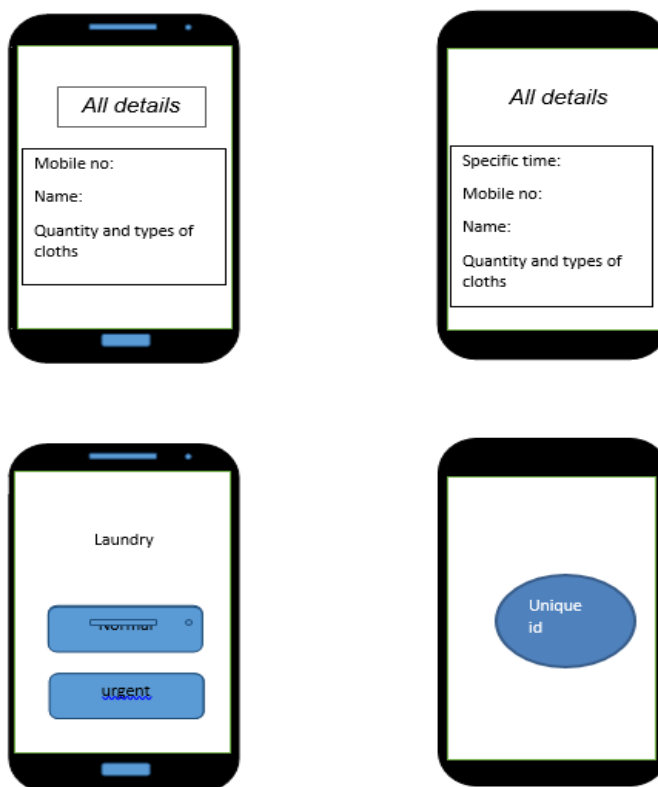 All details
Mobile no:
Name:
Quantity and types of
cloths
All details
Specific time:
Mobile no:
Name:
Quantity and types of
cloths
Laundry
Normal
urgent
Unique
id